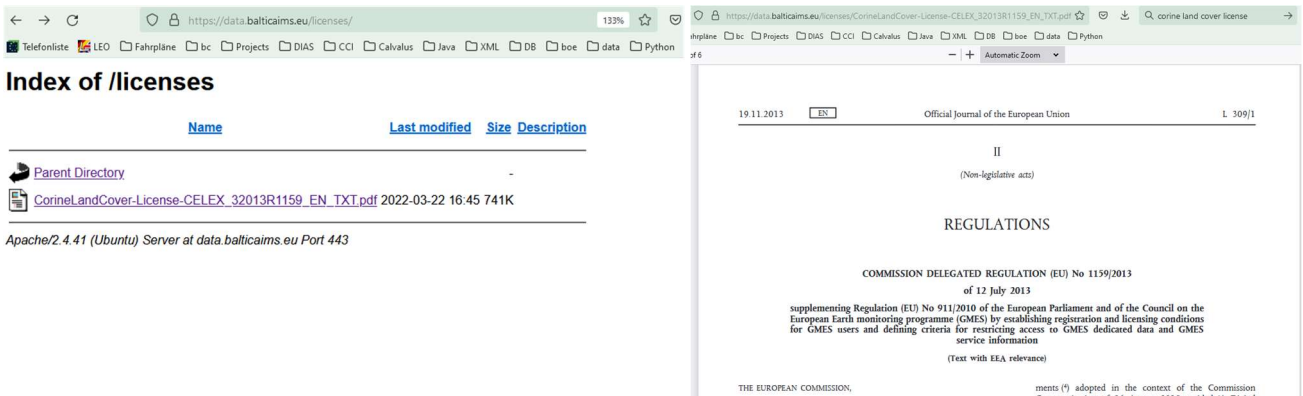 https://data.balticaims.eu/licenses/
133%
Telefonliste LEO Fahrpläne bc Projects DIAS CCI Calvalus Java XML DB boe data Python
Index of /licenses
Name Last modified Size Description
Parent Directory -
CorineLandCover-License-CELEX_32013R1159_EN_TXT.pdf 2022-03-22 16:45 741K
Apache/2.4.41 (Ubuntu) Server at data.balticaims.eu Port 443
https://data.balticaims.eu/licenses/CorineLandCover-License-CELEX_32013R1159_EN_TXT.pdf corine land cover license
hrpläne bc Projects DIAS CCI Calvalus Java XML DB boe data Python
of 6 Automatic Zoom
19.11.2013 EN Official Journal of the European Union L 309/1
II
(Non-legislative acts)
REGULATIONS
COMMISSION DELEGATED REGULATION (EU) No 1159/2013
of 12 July 2013
supplementing Regulation (EU) No 911/2010 of the European Parliament and of the Council on the
European Earth monitoring programme (GMES) by establishing registration and licensing conditions
for GMES users and defining criteria for restricting access to GMES dedicated data and GMES
service information
(Text with EEA relevance)
THE EUROPEAN COMMISSION,
ments (4) adopted in the context of the Commission